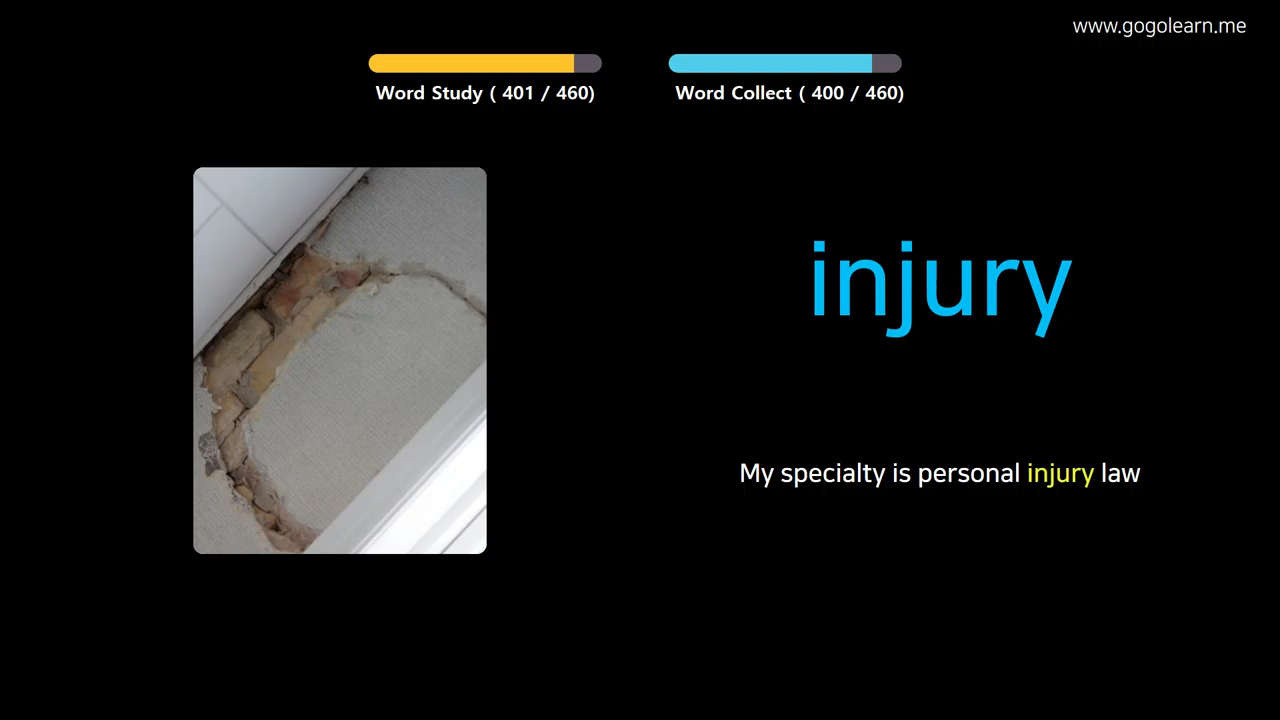 www.gogolearn.me
Word Study ( 401 / 460)
Word Collect ( 400 / 460)
injury
My specialty is personal injury law